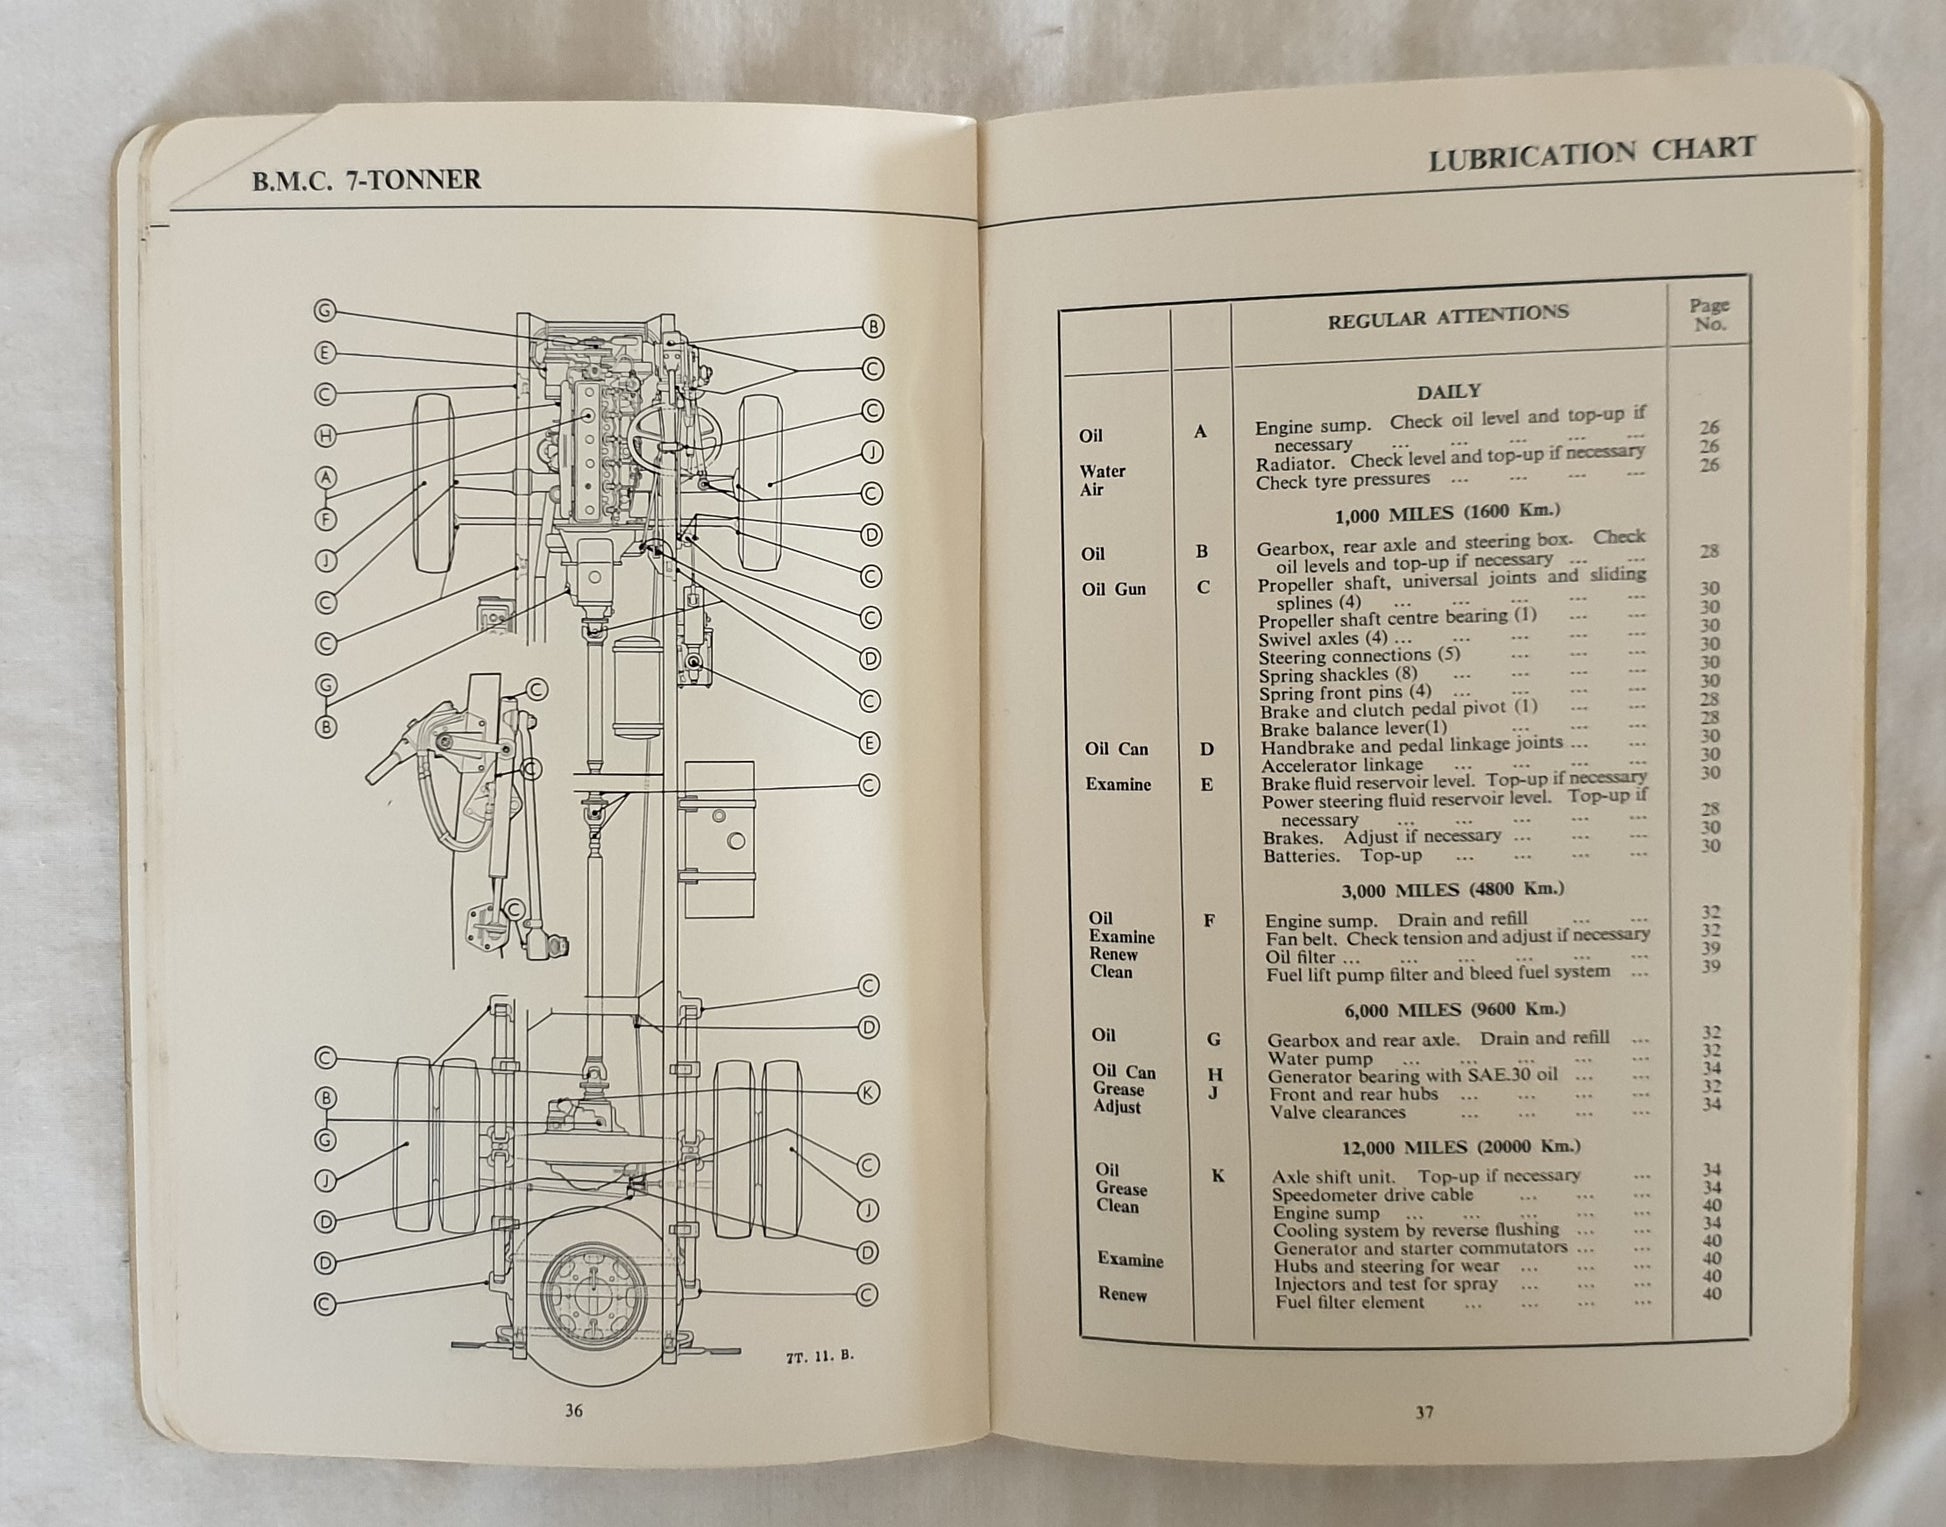 B.M.C. 7-TONNER
G
E
C
H
A
F
J
C
C
G
B
B
C
C
J
C
D
C
C
D
C
E
C
C
C
C
C
D
C
B
G
J
D
D
C
K
C
J
D
C
7T. 11. B.
36
LUBRICATION CHART
REGULAR ATTENTIONS
Page
No.
DAILY
Oil A Engine sump. Check oil level and top-up if
necessary ... ... ... ... ... 26
Water Radiator. Check level and top-up if necessary 26
Air Check tyre pressures ... ... ... ... 26
1,000 MILES (1600 Km.)
Oil B Gearbox, rear axle and steering box. Check
oil levels and top-up if necessary ... ... 28
Oil Gun C Propeller shaft, universal joints and sliding
splines (4) ... ... ... ... ... 30
Propeller shaft centre bearing (1) ... ... 30
Swivel axles (4) ... ... ... ... ... 30
Steering connections (5) ... ... ... 30
Spring shackles (8) ... ... ... ... 30
Spring front pins (4) ... ... ... ... 30
Brake and clutch pedal pivot (1) ... ... 28
Brake balance lever(1) ... ... ... 28
Oil Can D Handbrake and pedal linkage joints ... ... 30
Accelerator linkage ... ... ... ... 30
Examine E Brake fluid reservoir level. Top-up if necessary 30
Power steering fluid reservoir level. Top-up if
necessary ... ... ... ... ... 28
Brakes. Adjust if necessary ... ... ... 30
Batteries. Top-up ... ... ... ... 30
3,000 MILES (4800 Km.)
Oil F Engine sump. Drain and refill ... ... 32
Examine Fan belt. Check tension and adjust if necessary 32
Renew Oil filter ... ... ... ... ... ... 39
Clean Fuel lift pump filter and bleed fuel system ... 39
6,000 MILES (9600 Km.)
Oil G Gearbox and rear axle. Drain and refill ... 32
Water pump ... ... ... ... ... 32
Oil Can H Generator bearing with SAE.30 oil ... ... 34
Grease J Front and rear hubs ... ... ... ... 32
Adjust Valve clearances ... ... ... ... 34
12,000 MILES (20000 Km.)
Oil K Axle shift unit. Top-up if necessary ... 34
Grease Speedometer drive cable ... ... ... 34
Clean Engine sump ... ... ... ... ... 40
Cooling system by reverse flushing ... ... 34
Generator and starter commutators ... ... 40
Examine Hubs and steering for wear ... ... ... 40
Injectors and test for spray ... ... ... 40
Renew Fuel filter element ... ... ... ... 40
37